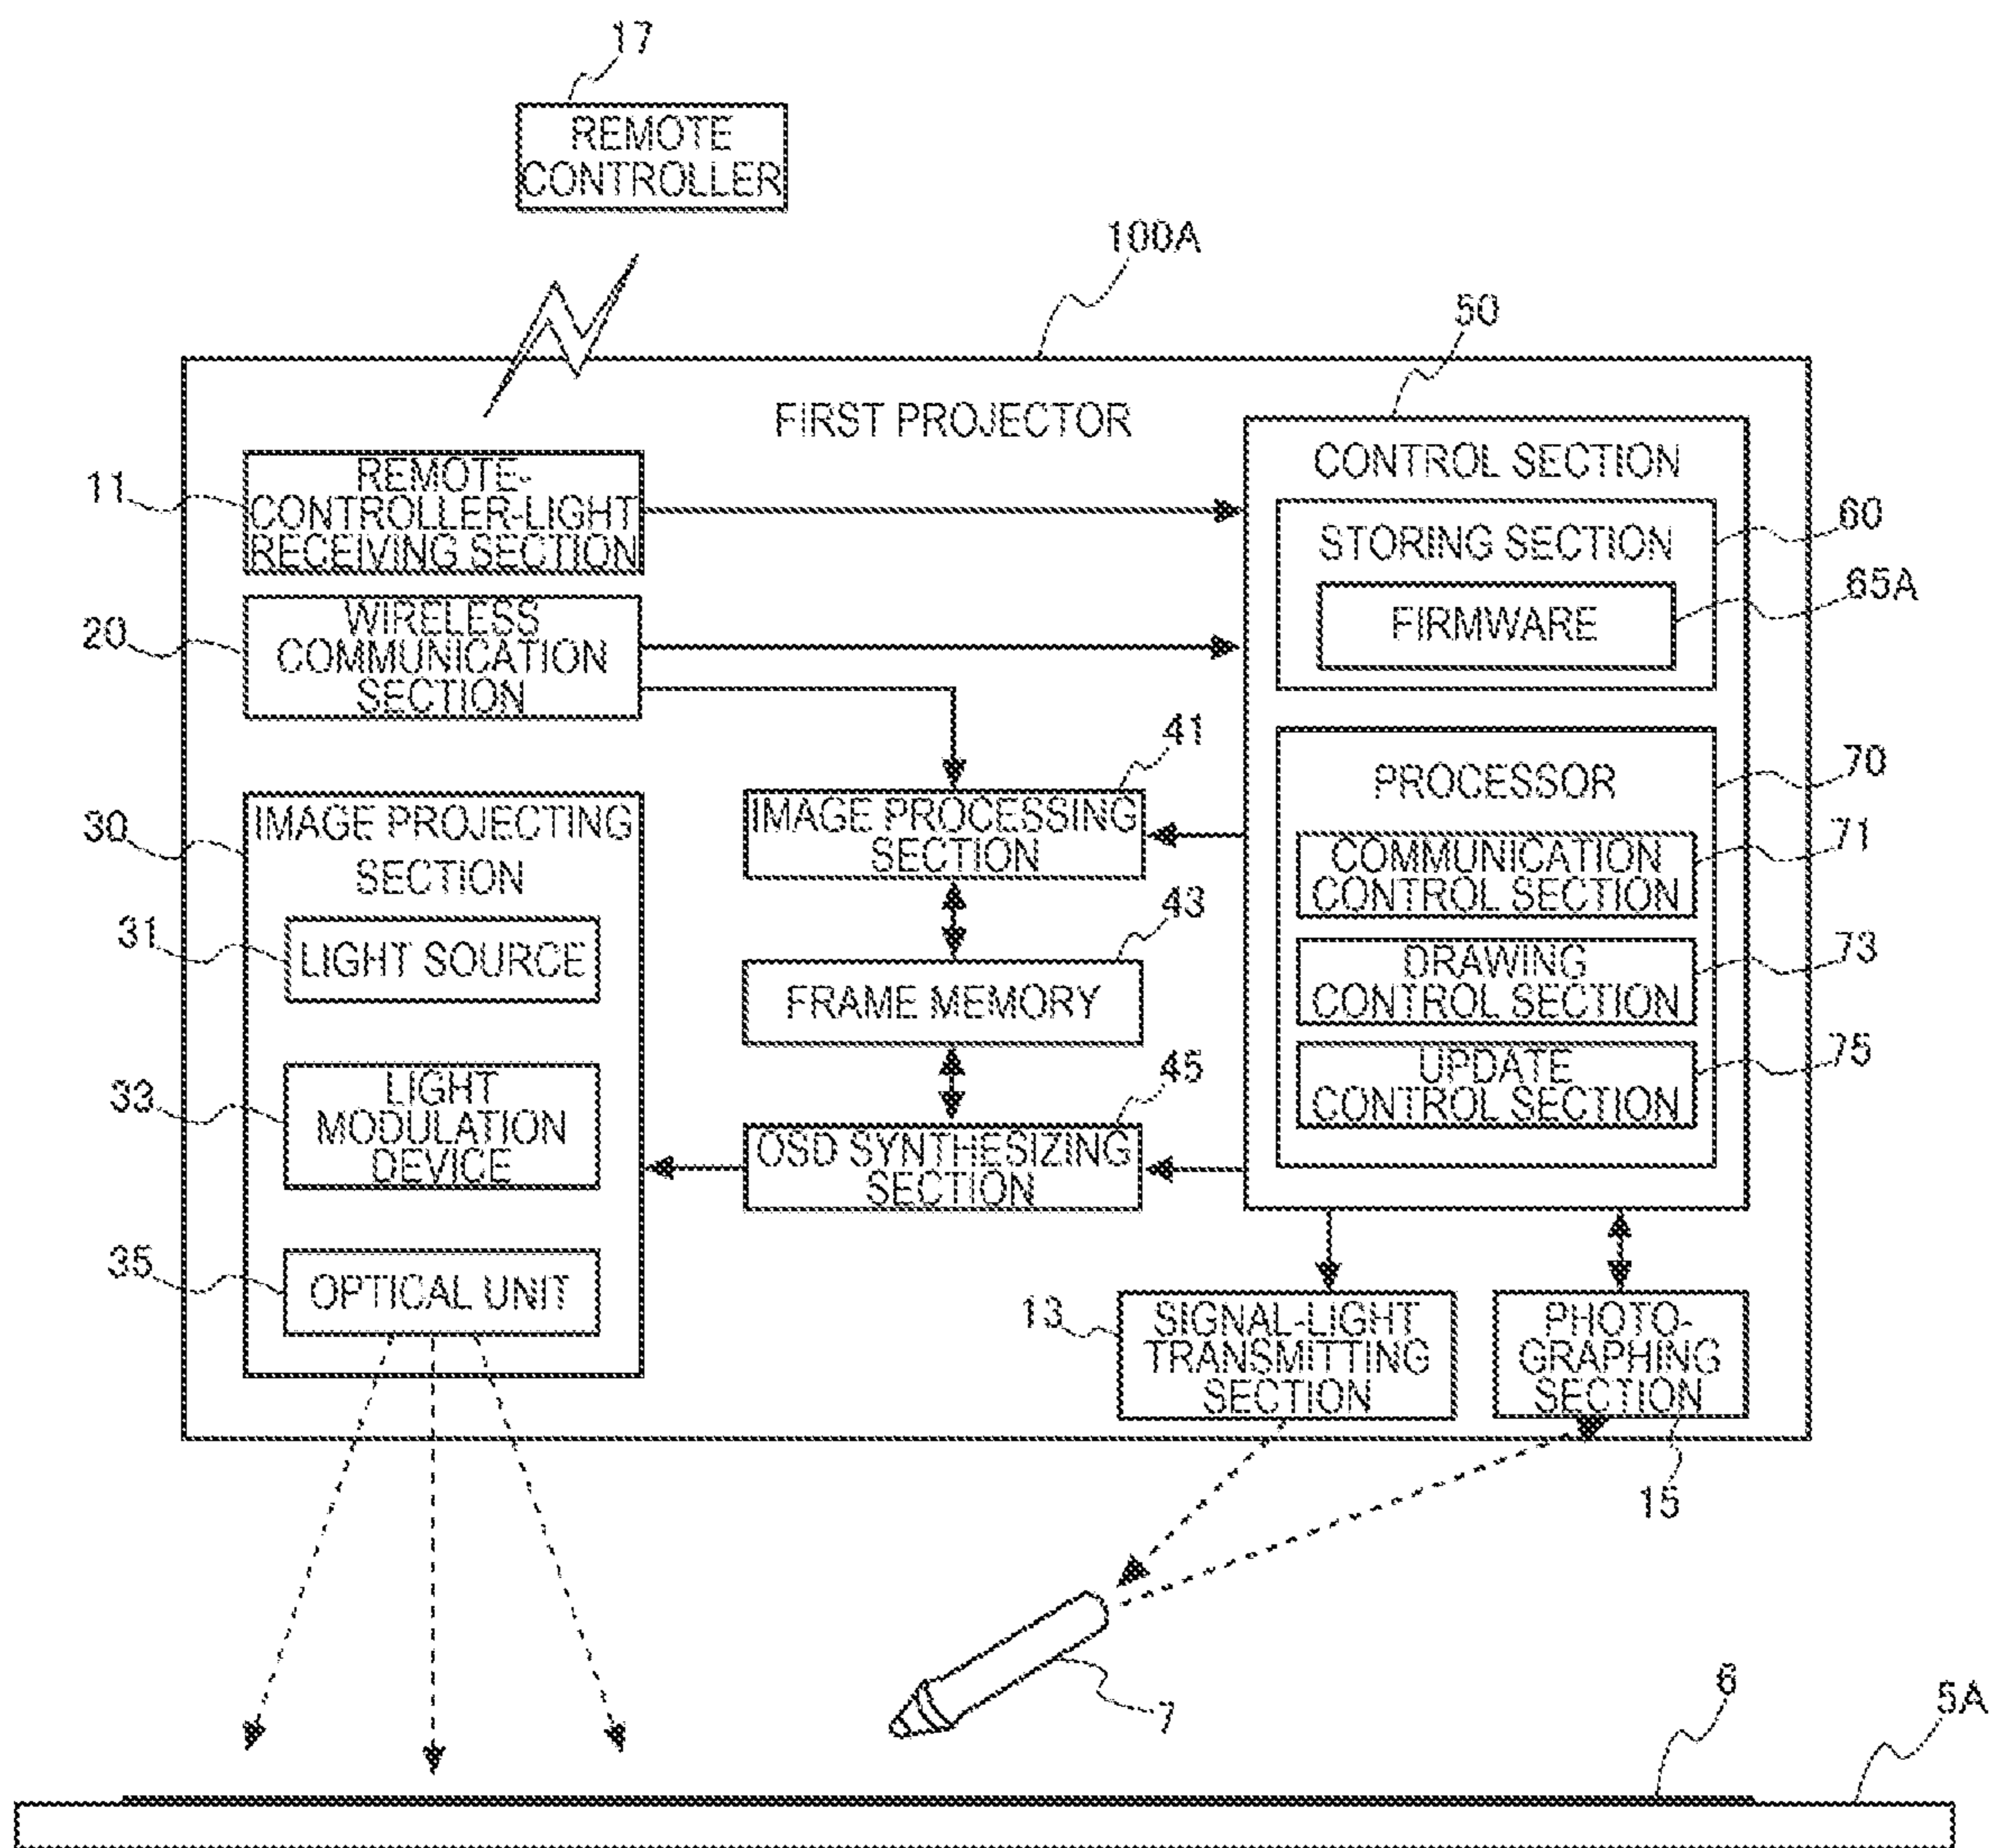 17
REMOTE
CONTROLLER
100A
50
FIRST PROJECTOR
CONTROL SECTION
11
REMOTE-
CONTROLLER-LIGHT
RECEIVING SECTION
60
STORING SECTION
65A
FIRMWARE
20
WIRELESS
COMMUNICATION
SECTION
41
70
PROCESSOR
30
IMAGE PROJECTING
SECTION
IMAGE PROCESSING
SECTION
71
COMMUNICATION
CONTROL SECTION
31
LIGHT SOURCE
43
FRAME MEMORY
73
DRAWING
CONTROL SECTION
33
LIGHT
MODULATION
DEVICE
45
OSD SYNTHESIZING
SECTION
75
UPDATE
CONTROL SECTION
35
OPTICAL UNIT
13
SIGNAL-LIGHT
TRANSMITTING
SECTION
PHOTO-
GRAPHING
SECTION
15
7
6
5A